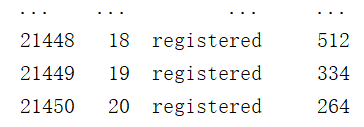 ... ... ... ...
21448 18 registered 512
21449 19 registered 334
21450 20 registered 264